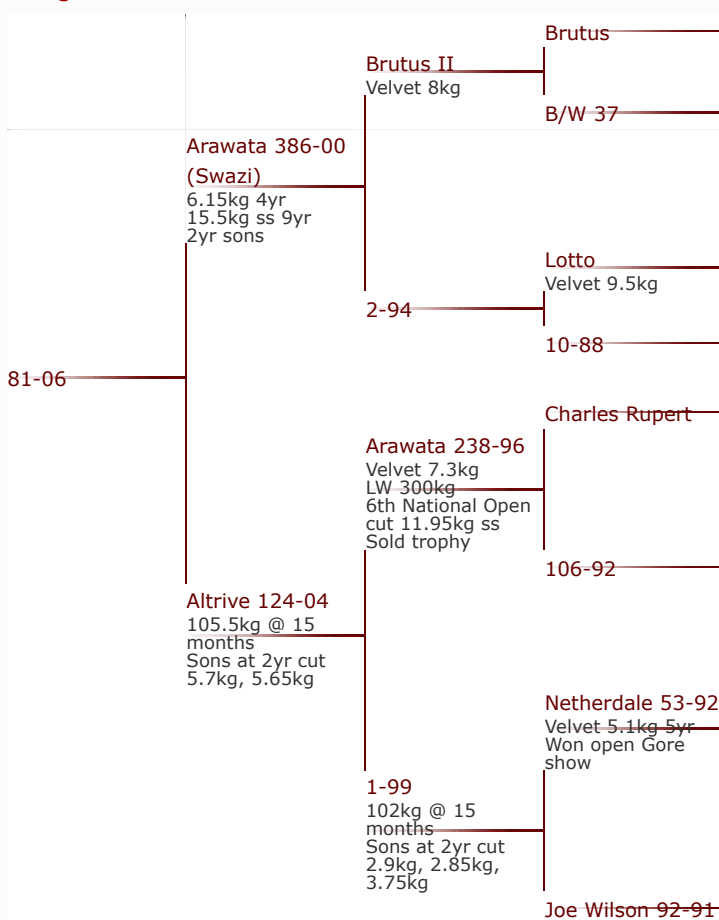 Brutus
Brutus II
Velvet 8kg
B/W 37
Arawata 386-00
(Swazi)
6.15kg 4yr
15.5kg ss 9yr
2yr sons
Lotto
Velvet 9.5kg
2-94
10-88
81-06
Charles Rupert
Arawata 238-96
Velvet 7.3kg
LW 300kg
6th National Open
cut 11.95kg ss
Sold trophy
106-92
Altrive 124-04
105.5kg @ 15
months
Sons at 2yr cut
5.7kg, 5.65kg
Netherdale 53-92
Velvet 5.1kg 5yr
Won open Gore
show
1-99
102kg @ 15
months
Sons at 2yr cut
2.9kg, 2.85kg,
3.75kg
Joe Wilson 92-91